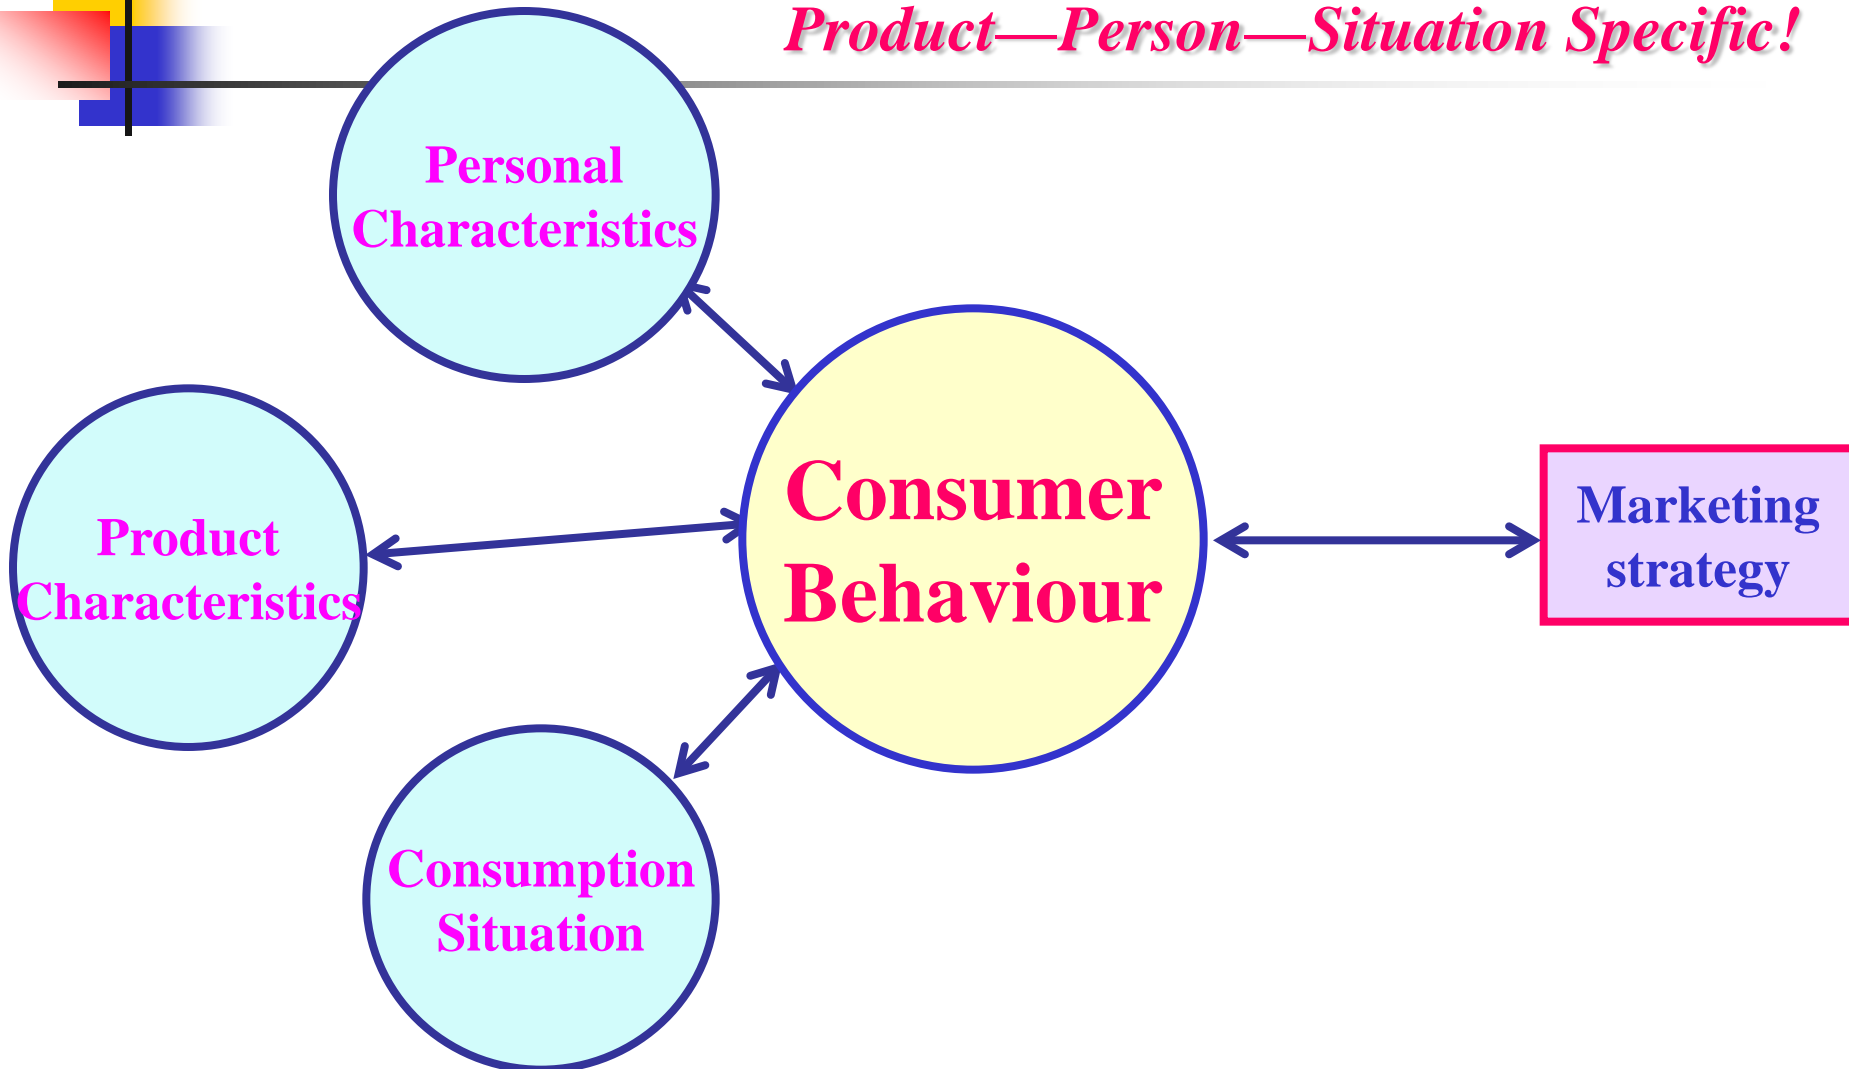 Product—Person—Situation Specific!
Personal
Characteristics
Product
Characteristics
Consumer
Behaviour
Marketing
strategy
Consumption
Situation